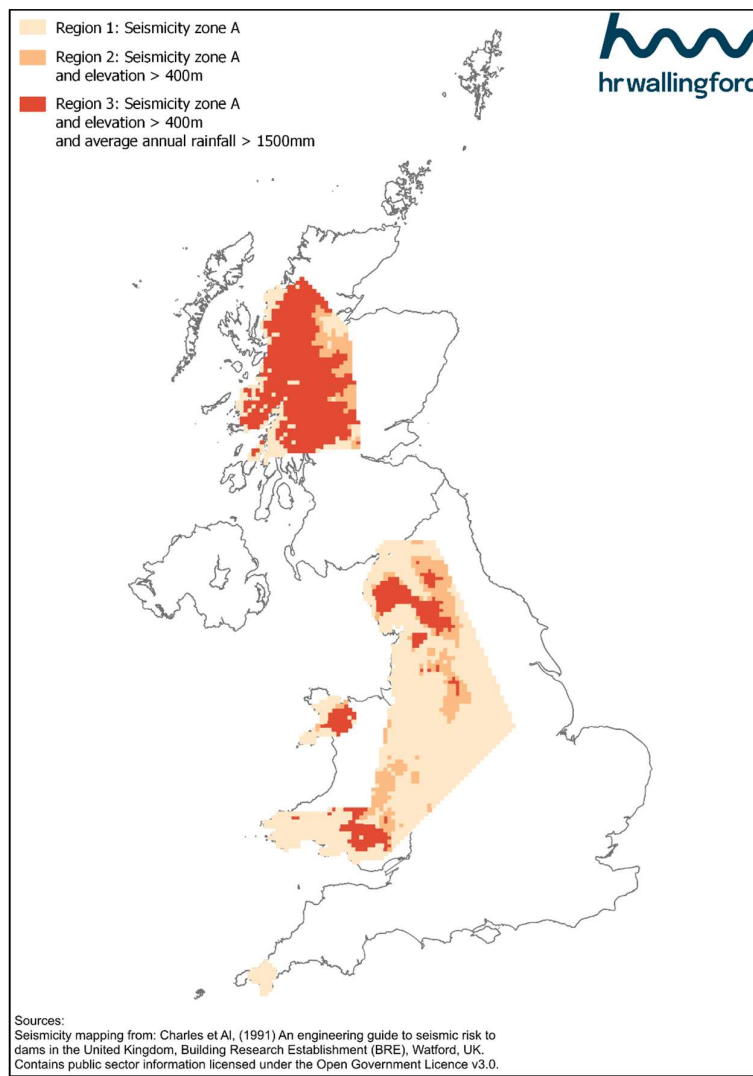 Region 1: Seismicity zone A
Region 2: Seismicity zone A
and elevation > 400m
Region 3: Seismicity zone A
and elevation > 400m
and average annual rainfall > 1500mm
hrwallingford
Sources:
Seismicity mapping from: Charles et Al, (1991) An engineering guide to seismic risk to
dams in the United Kingdom, Building Research Establishment (BRE), Watford, UK.
Contains public sector information licensed under the Open Government Licence v3.0.